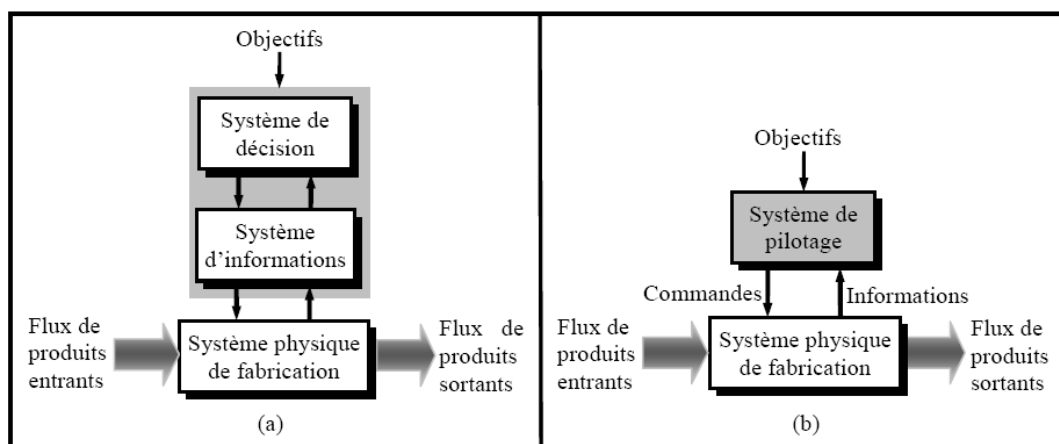 Objectifs
Système de
décision
Système
d’informations
Flux de
produits
entrants
Système physique
de fabrication
Flux de
produits
sortants
(a)
Objectifs
Système de
pilotage
Commandes
Informations
Flux de
produits
entrants
Système physique
de fabrication
Flux de
produits
sortants
(b)